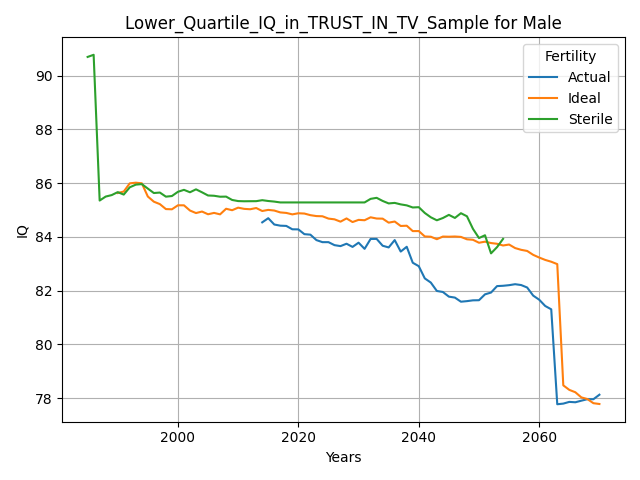 Lower_Quartile_IQ_in_TRUST_IN_TV_Sample for Male
Fertility
Actual
Ideal
Sterile
IQ
90
88
86
84
82
80
78
2000
2020
2040
2060
Years